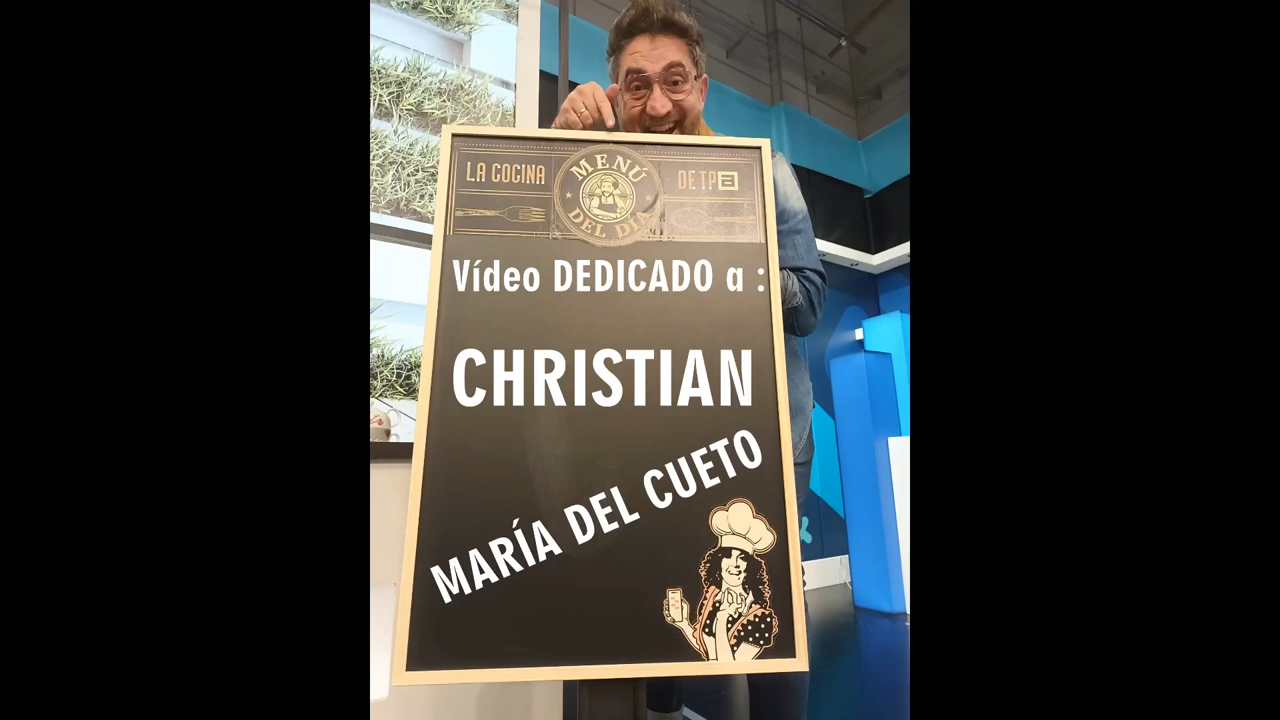 LA COCINA
MENÚ
DEL DÍA
DE TPA
Vídeo DEDICADO a :
CHRISTIAN
MARÍA DEL CUETO